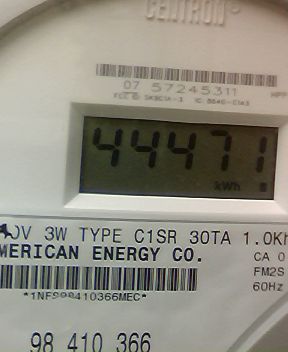 CENTRON®
07 57245311
44471
kWh
3W TYPE C1SR 30TA 1.0Kh
MERICAN ENERGY CO.
CA 0
FM2S
60Hz
98 410 366